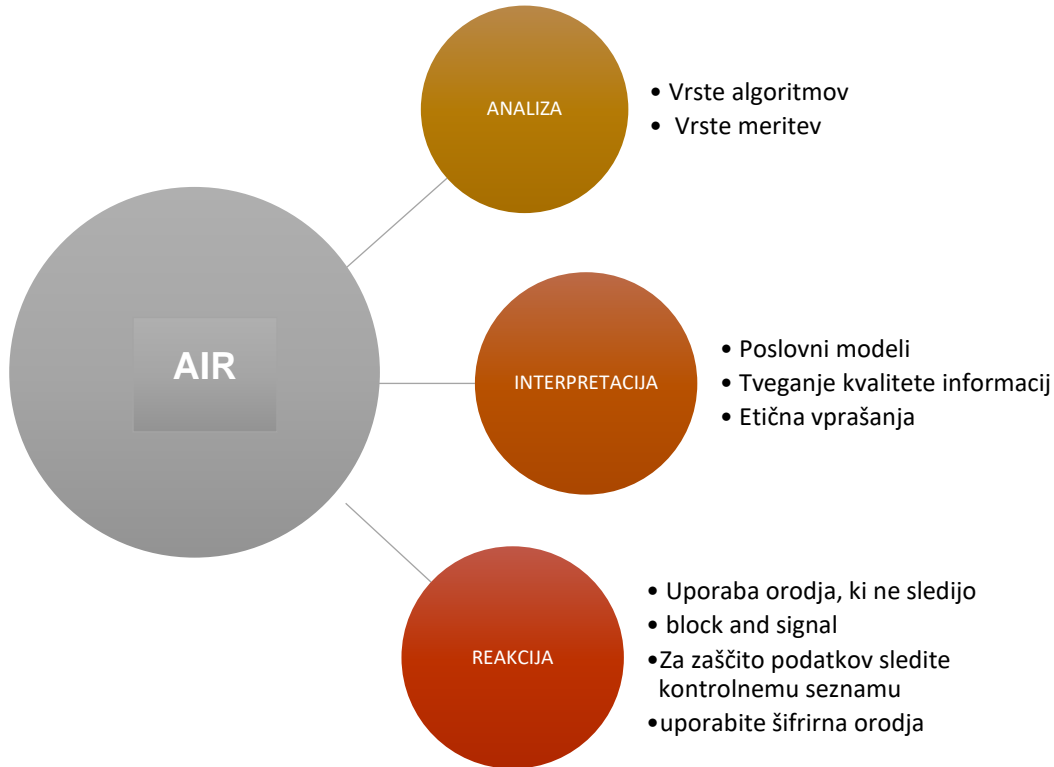 ANALIZA
• Vrste algoritmov
• Vrste meritev
AIR
INTERPRETACIJA
• Poslovni modeli
• Tveganje kvalitete informacij
• Etična vprašanja
REAKCIJA
• Uporaba orodja, ki ne sledijo
• block and signal
•Za zaščito podatkov sledite
kontrolnemu seznamu
•uporabite šifrirna orodja